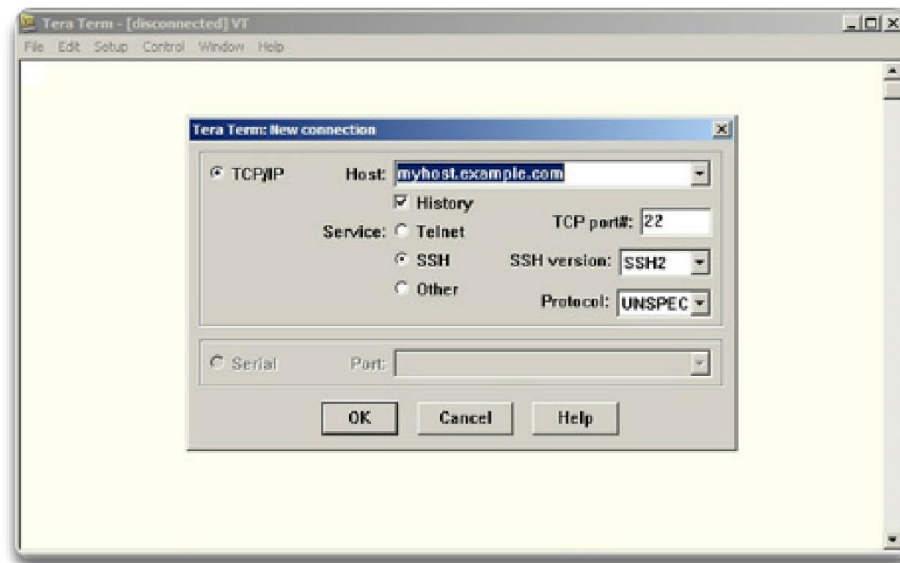 Tera Term - [disconnected] VT
File Edit Setup Control Window Help
Tera Term: New connection
TCP/IP Host: myhost.example.com
History
Service: Telnet TCP port#: 22
SSH SSH version: SSH2
Other Protocol: UNSPEC
Serial Port:
OK Cancel Help